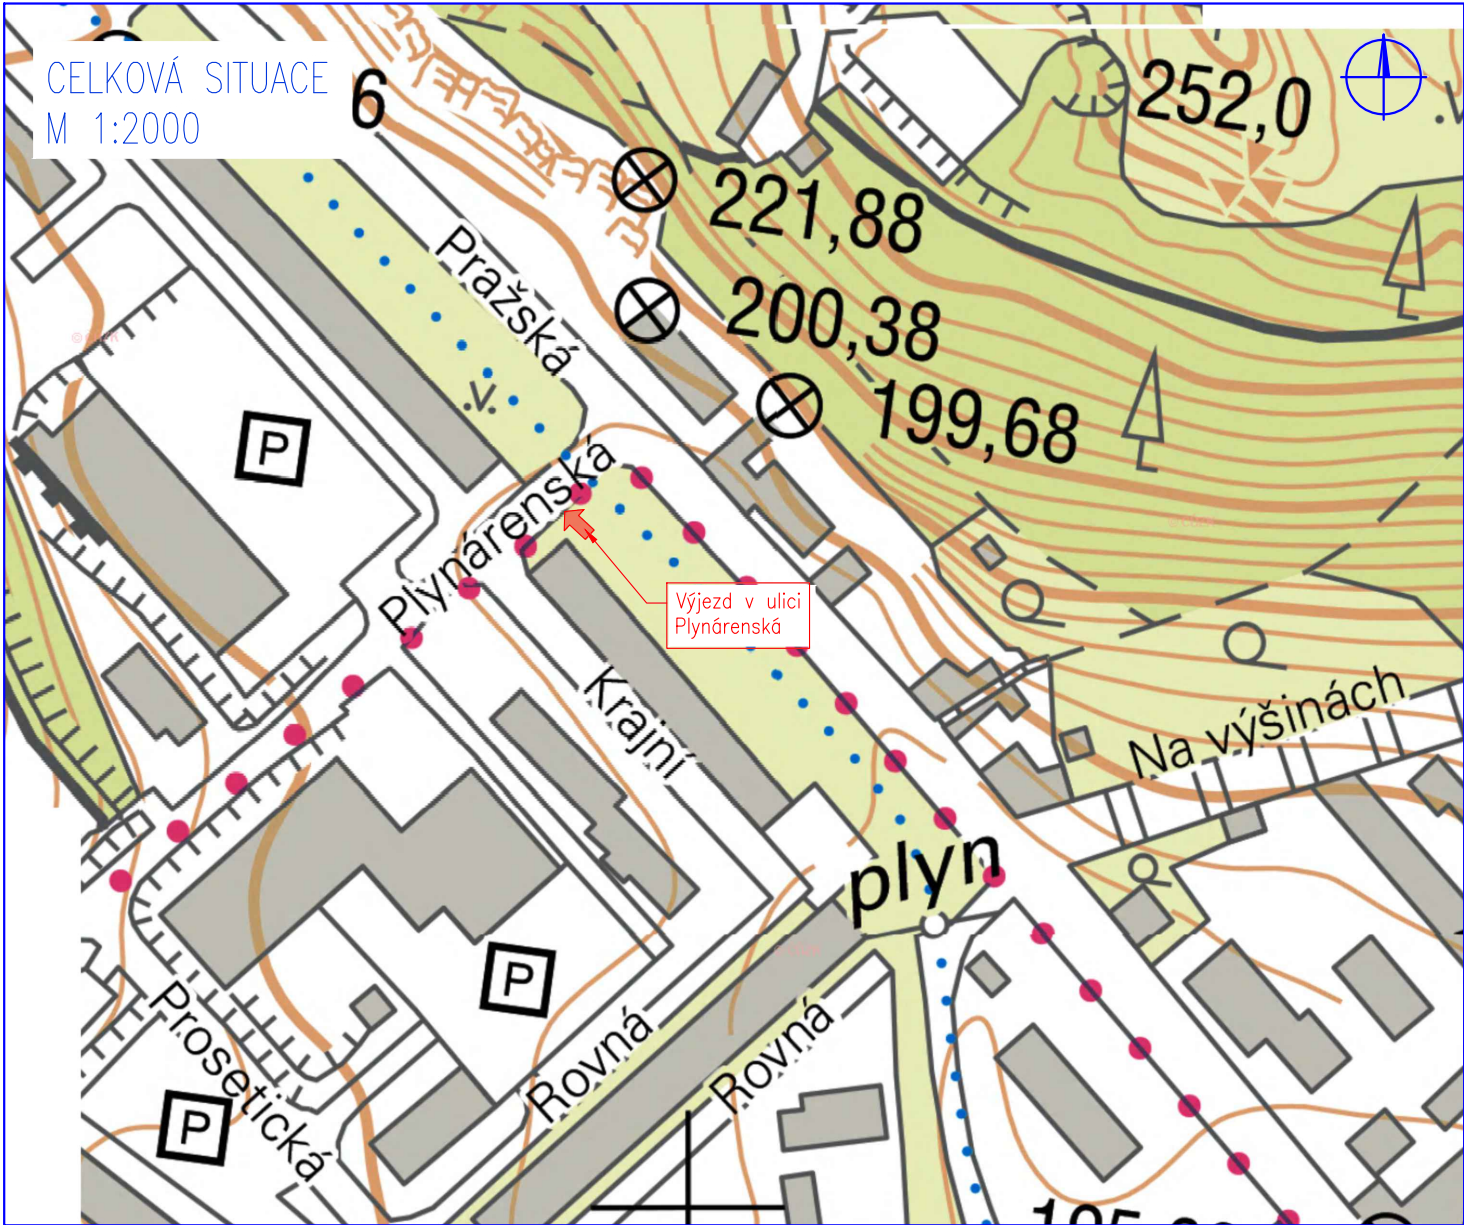 CELKOVÁ SITUACE
M 1:2000
6
252,0
221,88
Pražská
200,38
199,68
P
Plynárenská
Výjezd v ulici
Plynárenská
Krajní
Na výšinách
plyn
P
Prosetická
Rovná
Rovná
P